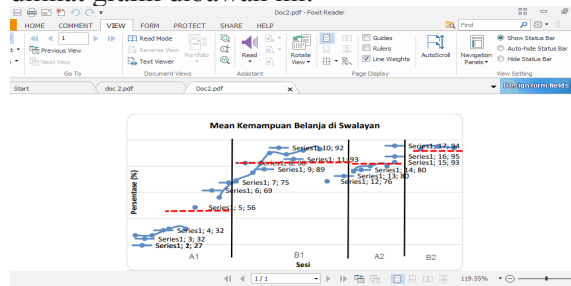 dilihat grafik dibawah ini:
Doc2.pdf - Foxit Reader
HOME COMMENT VIEW FORM PROTECT SHARE HELP Find
1 Read Mode Guides Show Status Bar
Previous View Reverse View Portfolio Read Rotate View Rulers AutoScroll Navigation Panels Auto-hide Status Bar
Next View Text Viewer Line Weights Hide Status Bar
Go To Document Views Assistant Page Display View Setting
Start doc 2.pdf Doc2.pdf Design form fields
Mean Kemampuan Belanja di Swalayan
Series1; 10; 92
Series1; 17; 94
Series1; 11; 93
Series1; 16; 95
Series1; 9; 89
Series1; 15; 93
Series1; 14; 80
Series1; 13; 80
Series1; 7; 75
Series1; 12; 76
Series1; 6; 69
Series1; 5; 56
Series1; 4; 32
Series1; 3; 32
Series1; 2; 27
Persentase (%)
A1 B1 A2 B2
Sesi
1 / 1 119.55%